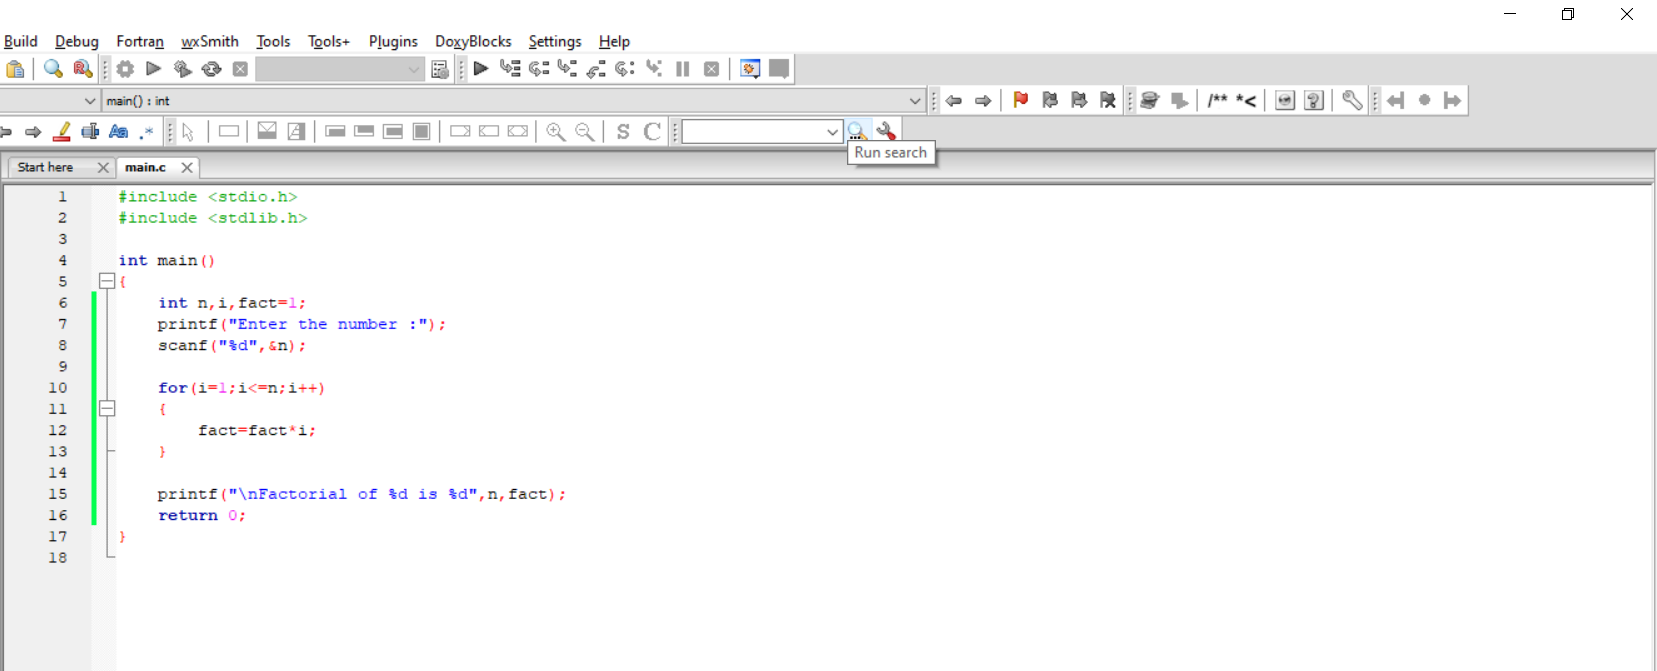 Build Debug Fortran wxSmith Tools Tools+ Plugins DoxyBlocks Settings Help
main() : int
/** *<
Aa .*
S C
Run search
Start here main.c
1 #include <stdio.h>
2 #include <stdlib.h>
3
4 int main()
5 {
6 int n,i,fact=1;
7 printf("Enter the number :");
8 scanf("%d",&n);
9
10 for(i=1;i<=n;i++)
11 {
12 fact=fact*i;
13 }
14
15 printf("\nFactorial of %d is %d",n,fact);
16 return 0;
17 }
18